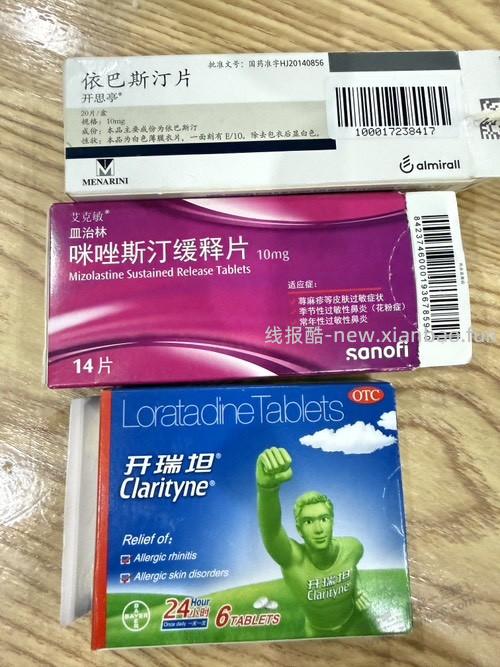 批准文号：国药准字HJ20140856
依巴斯汀片
开思亭®
20片/盒
规格：10mg
成份：本品主要成份为依巴斯汀
性状：本品为白色薄膜衣片，一面刻有 E/10，除去包衣后显白色。
100017238417
MENARINI
almirall
艾克敏®
皿治林
咪唑斯汀缓释片 10mg
Mizolastine Sustained Release Tablets
适应症：
荨麻疹等皮肤过敏症状
季节性过敏性鼻炎（花粉症）
常年性过敏性鼻炎
14片
sanofi
线报酷-new.xianbao.fun
Loratadine Tablets
OTC
开瑞坦®
Clarityne®
Relief of:
Allergic rhinitis
Allergic skin disorders
开瑞坦
Clarityne
BAYER
24 Hour 小时
Once daily 一天一次
6 TABLETS